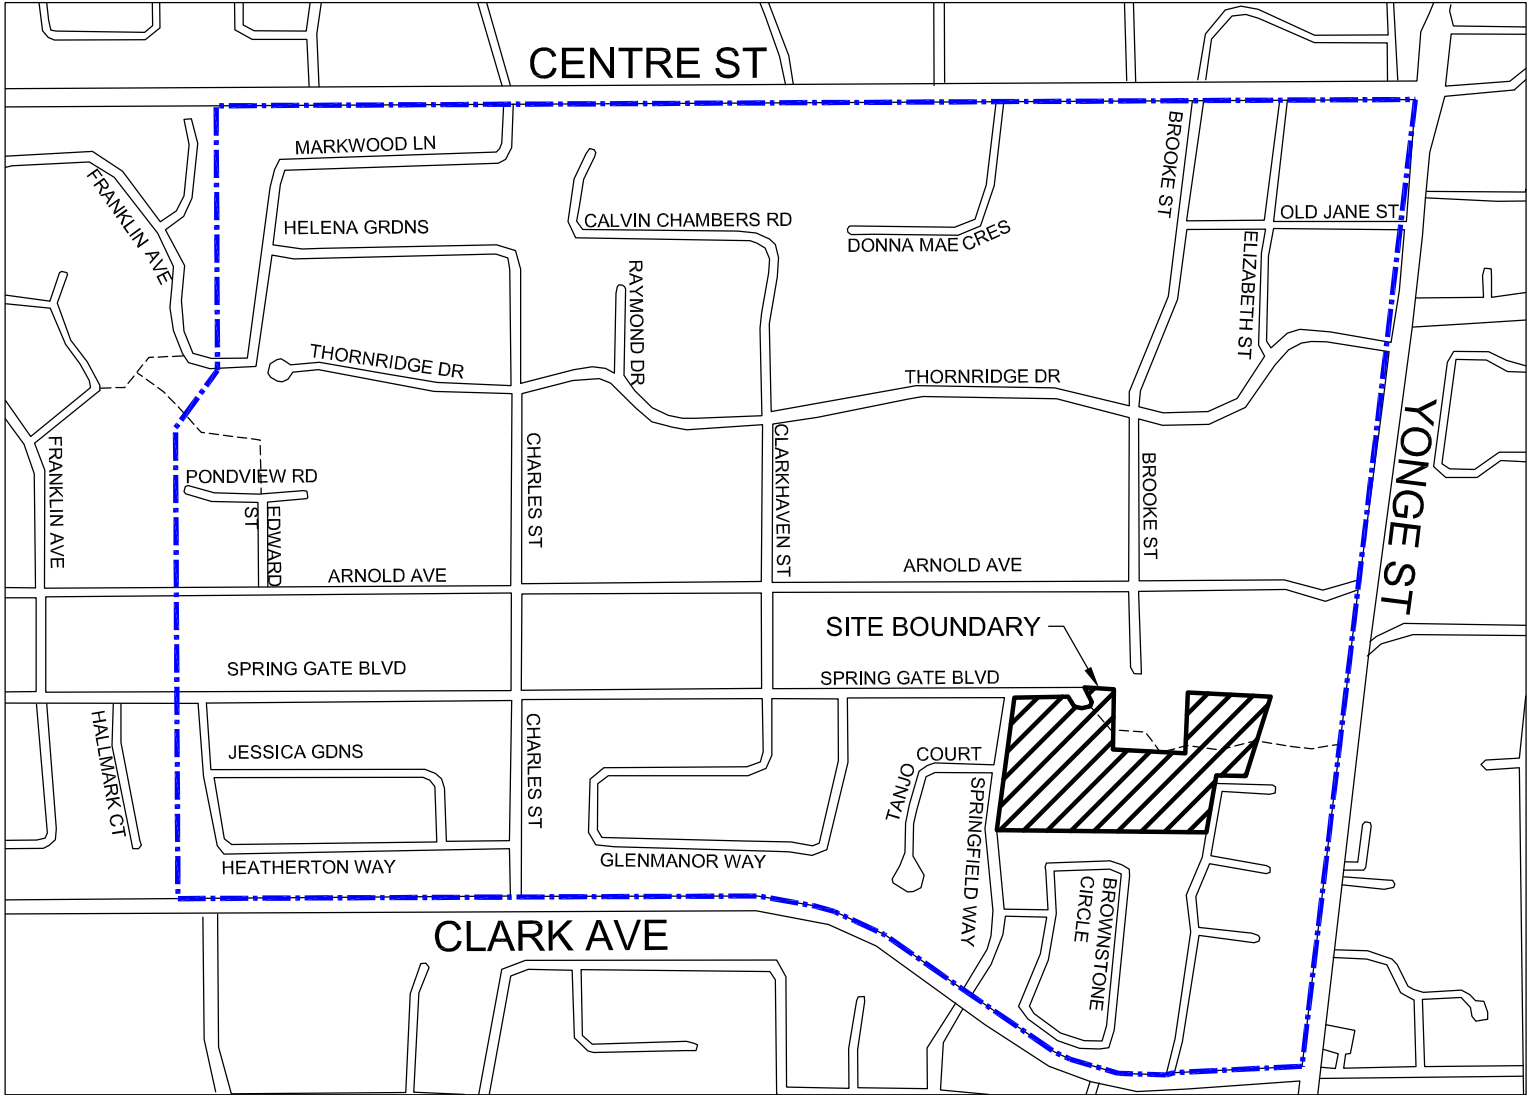 CENTRE ST
MARKWOOD LN
BROOKE ST
FRANKLIN AVE
HELENA GRDNS
CALVIN CHAMBERS RD
DONNA MAE CRES
OLD JANE ST
ELIZABETH ST
RAYMOND DR
THORNRIDGE DR
THORNRIDGE DR
YONGE ST
FRANKLIN AVE
CHARLES ST
CLARKHAVEN ST
BROOKE ST
PONDVIEW RD
EDWARD
ST
ARNOLD AVE
ARNOLD AVE
SITE BOUNDARY
SPRING GATE BLVD
SPRING GATE BLVD
HALLMARK CT
JESSICA GDNS
CHARLES ST
TANJO COURT
SPRINGFIELD WAY
HEATHERTON WAY
GLENMANOR WAY
BROWNSTONE
CIRCLE
CLARK AVE